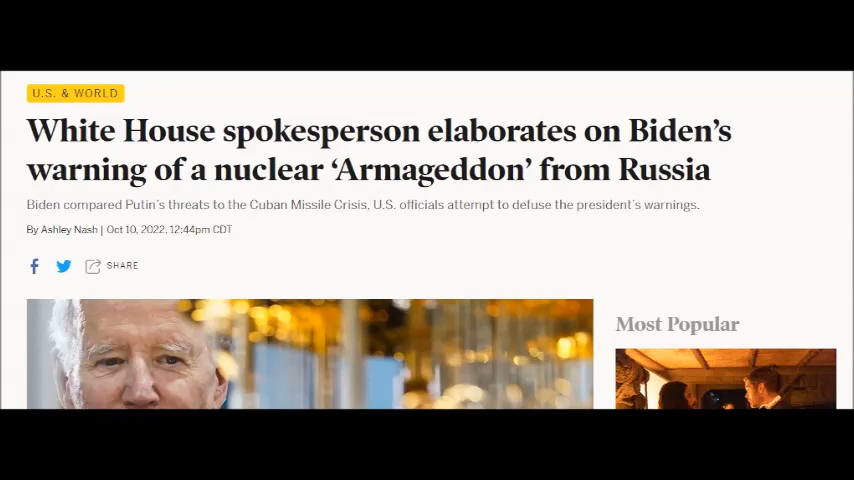 U.S. & WORLD
White House spokesperson elaborates on Biden’s
warning of a nuclear ‘Armageddon’ from Russia
Biden compared Putin’s threats to the Cuban Missile Crisis, U.S. officials attempt to defuse the president’s warnings.
By Ashley Nash | Oct 10, 2022, 12:44pm CDT
SHARE
Most Popular